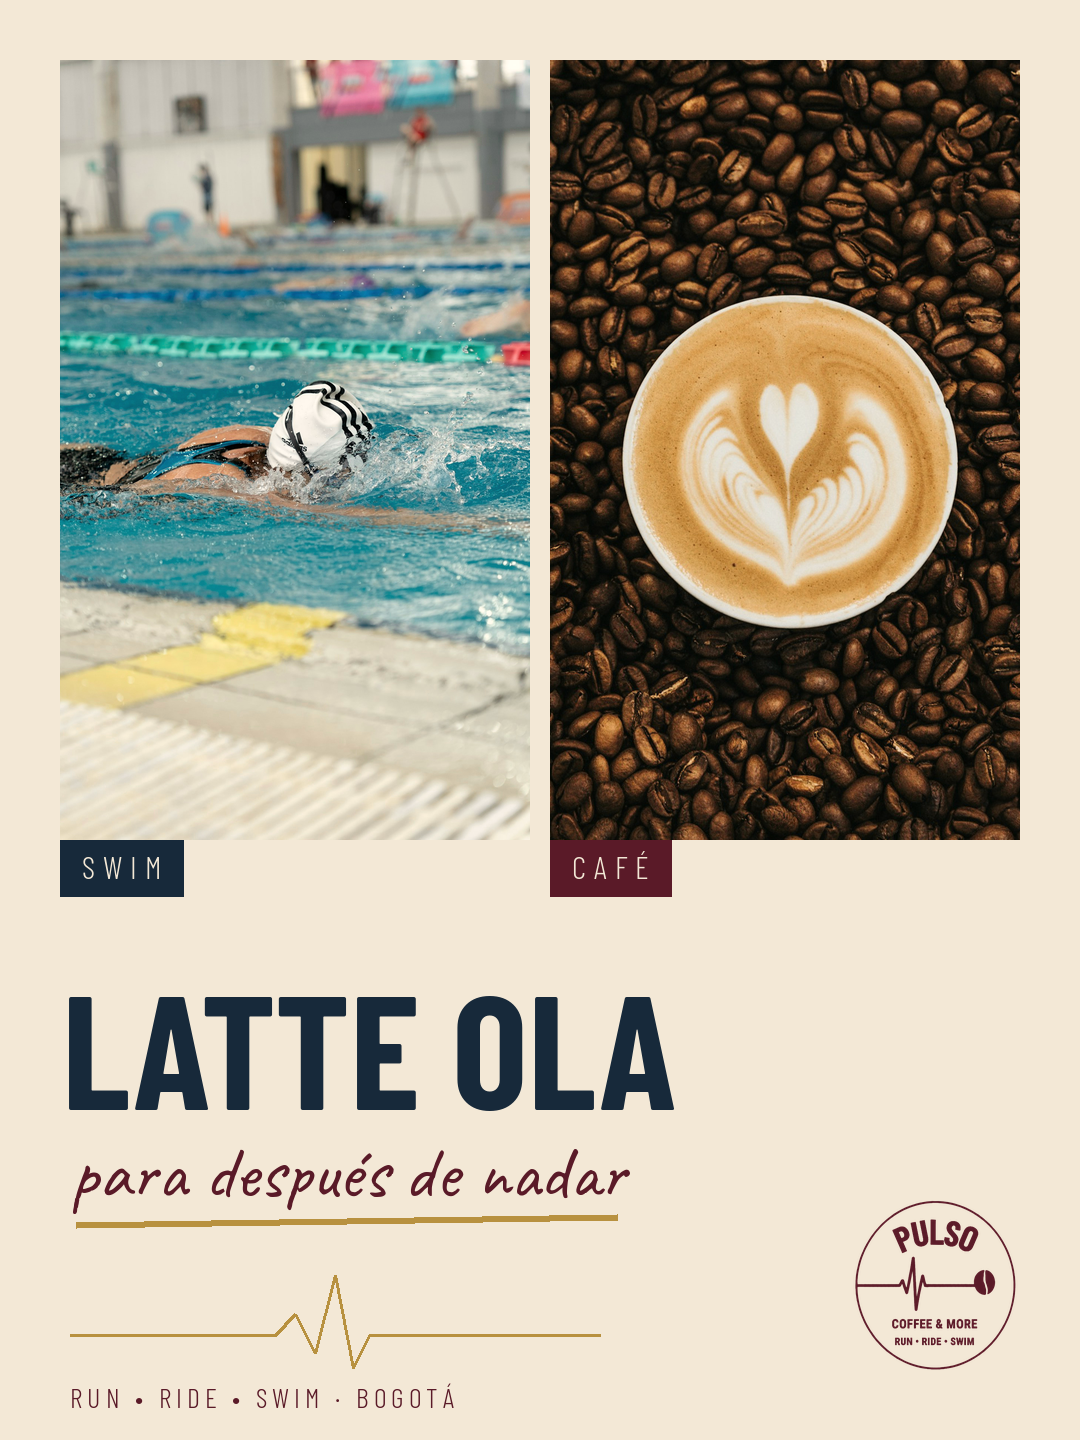 SWIM
CAFÉ
LATTE OLA
para después de nadar
PULSO
COFFEE & MORE
RUN • RIDE • SWIM
RUN • RIDE • SWIM · BOGOTÁ